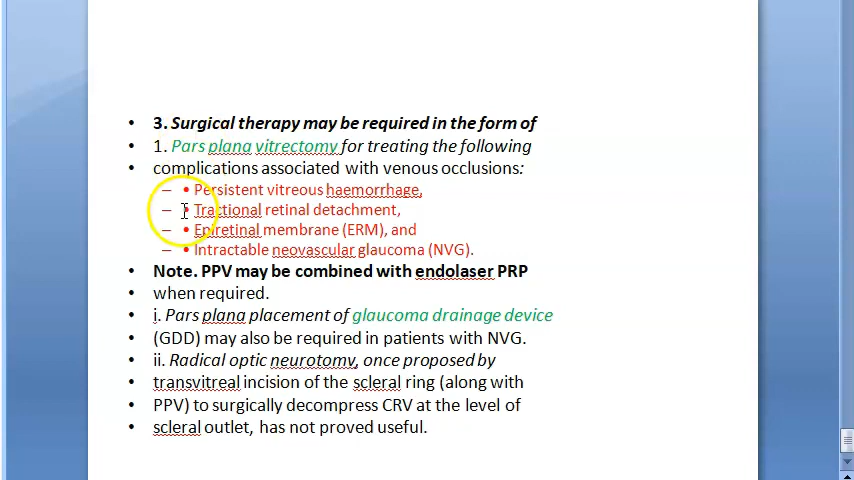 • 3. Surgical therapy may be required in the form of
• 1. Pars plana vitrectomy for treating the following
• complications associated with venous occlusions:
– • Persistent vitreous haemorrhage,
– • Tractional retinal detachment,
– • Epiretinal membrane (ERM), and
– • Intractable neovascular glaucoma (NVG).
• Note. PPV may be combined with endolaser PRP
• when required.
• i. Pars plana placement of glaucoma drainage device
• (GDD) may also be required in patients with NVG.
• ii. Radical optic neurotomy, once proposed by
• transvitreal incision of the scleral ring (along with
• PPV) to surgically decompress CRV at the level of
• scleral outlet, has not proved useful.